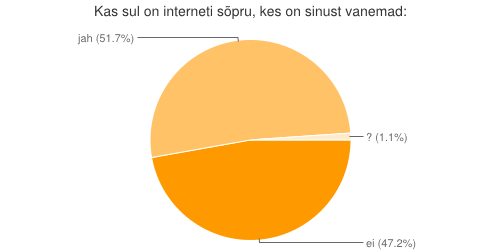 Kas sul on interneti sõpru, kes on sinust vanemad:
jah (51.7%)
? (1.1%)
ei (47.2%)